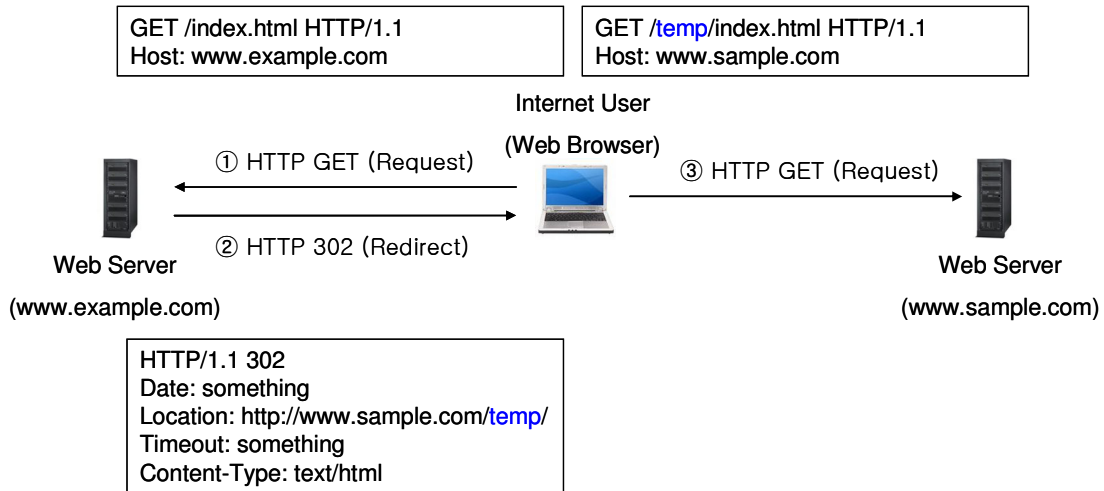 GET /index.html HTTP/1.1
Host: www.example.com
GET /temp/index.html HTTP/1.1
Host: www.sample.com
Internet User
(Web Browser)
① HTTP GET (Request)
③ HTTP GET (Request)
② HTTP 302 (Redirect)
Web Server
(www.example.com)
Web Server
(www.sample.com)
HTTP/1.1 302
Date: something
Location: http://www.sample.com/temp/
Timeout: something
Content-Type: text/html